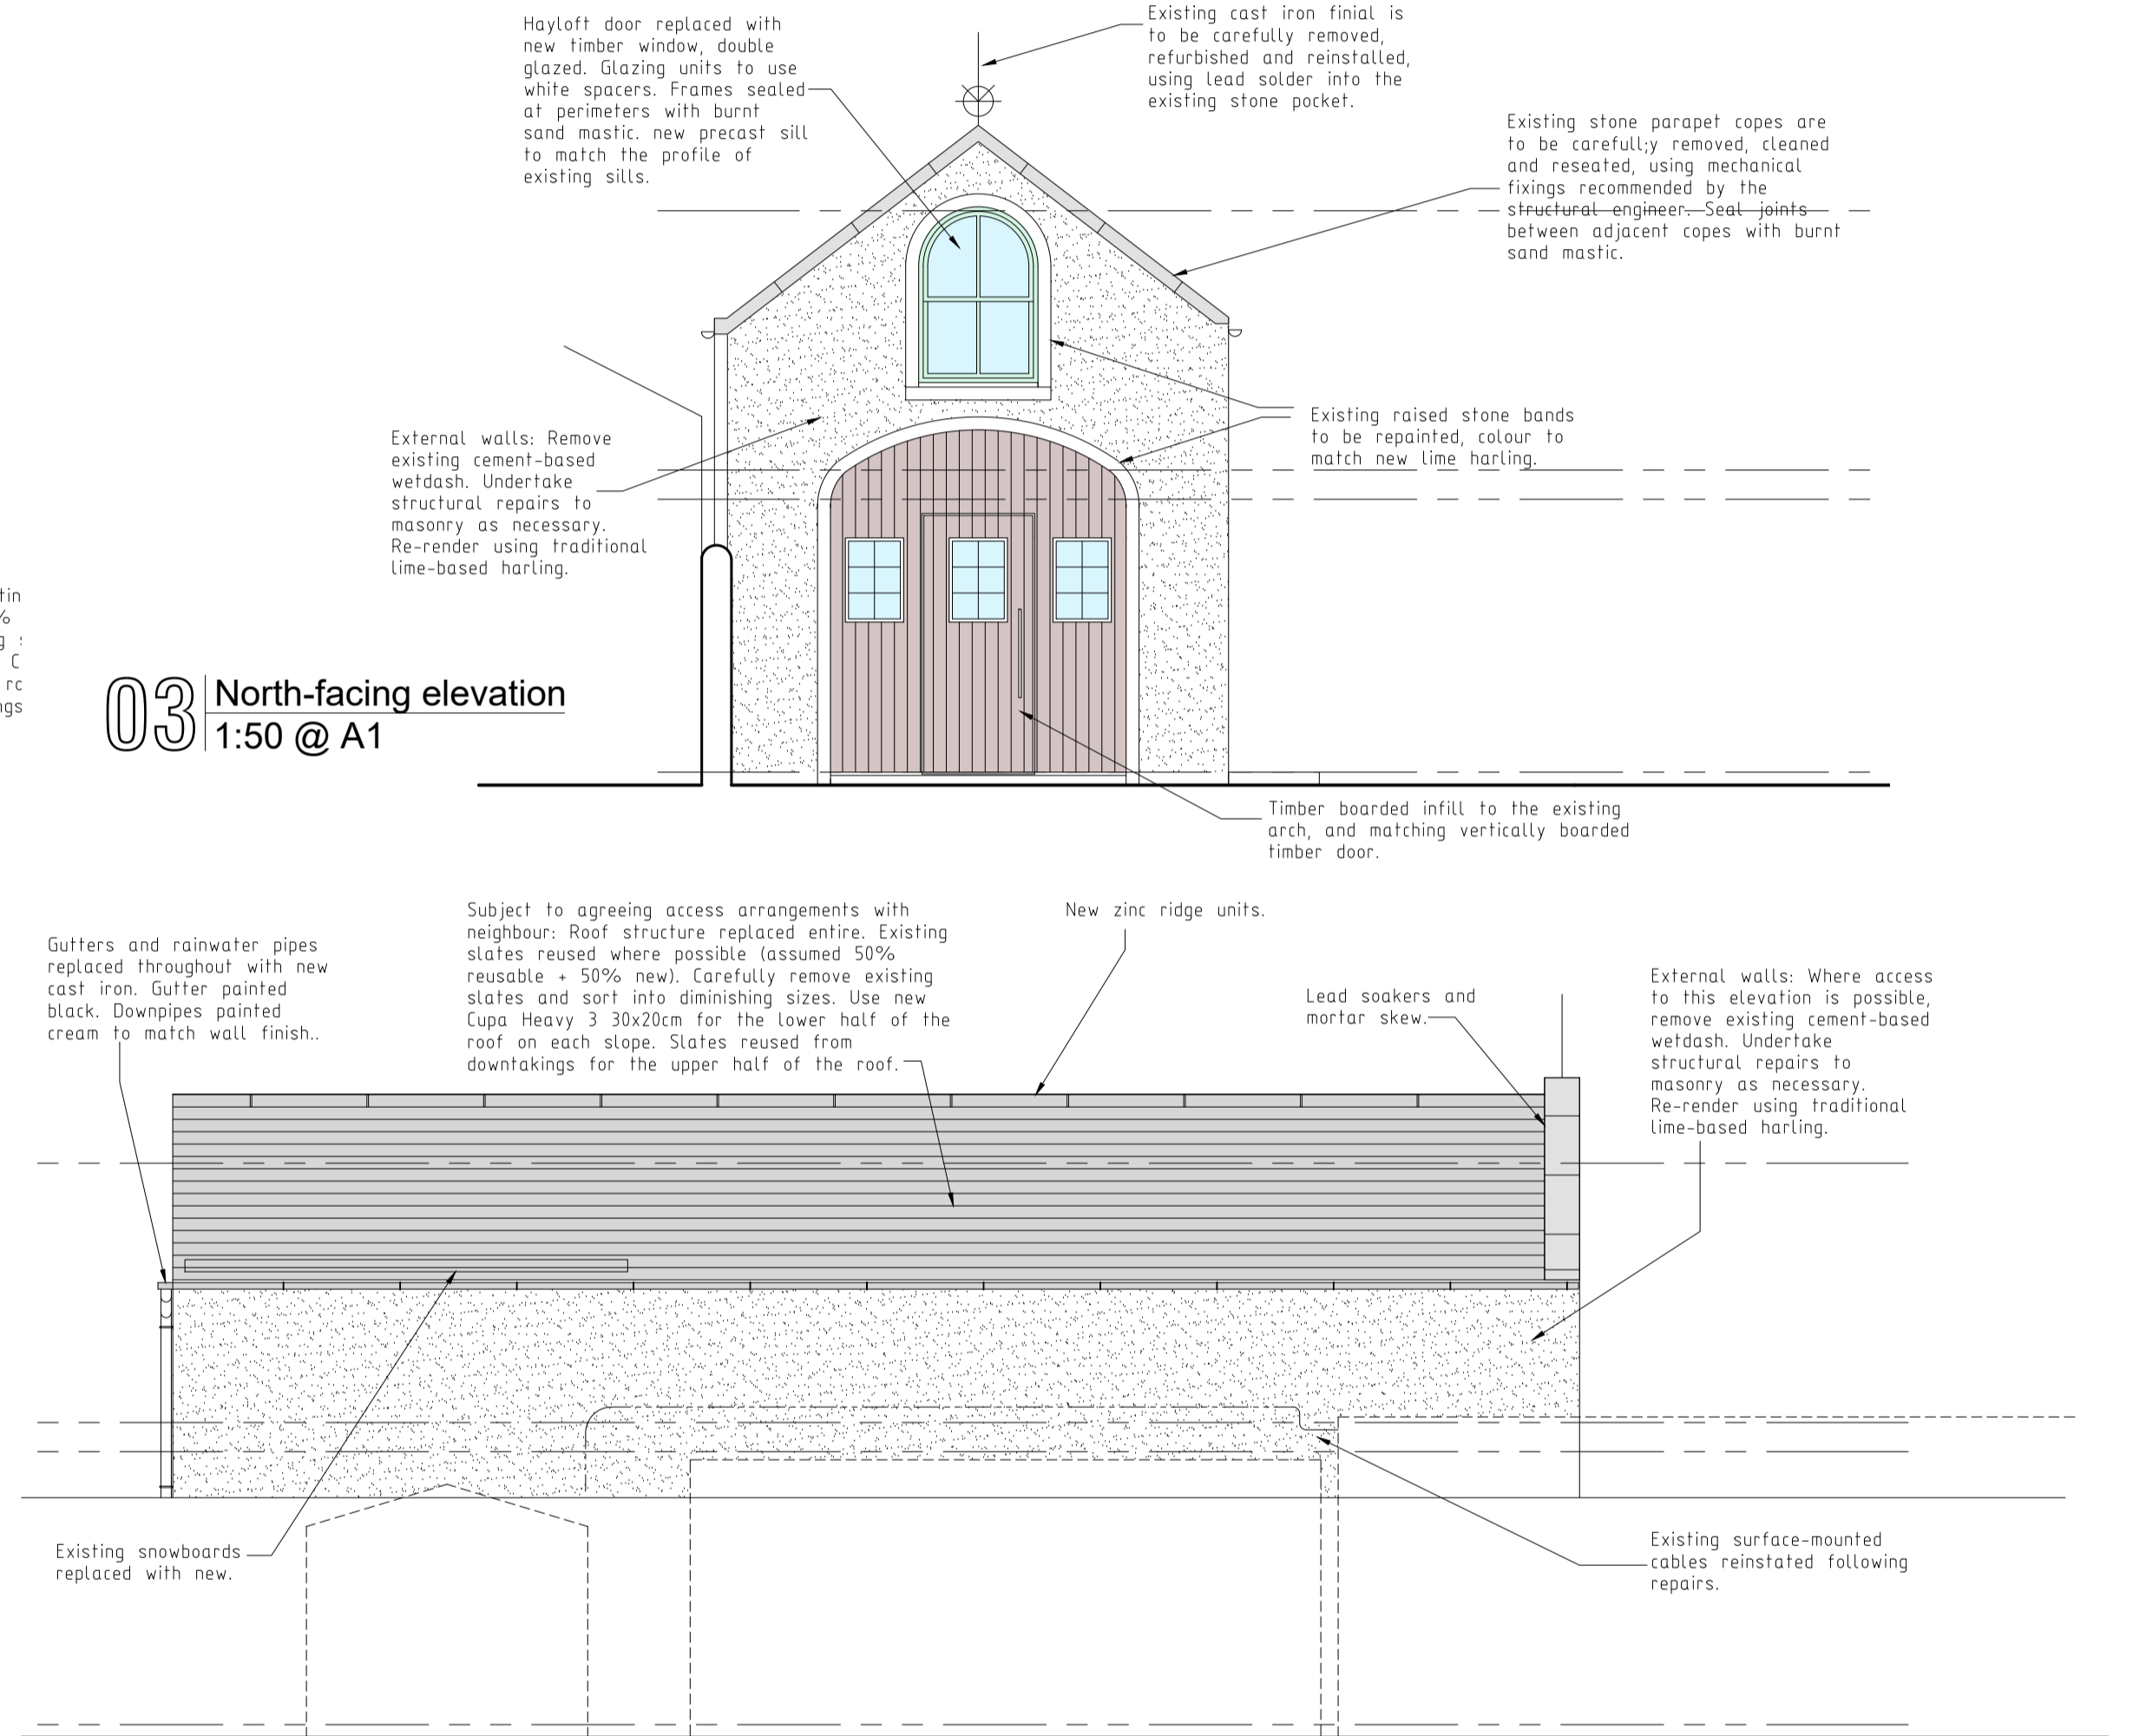 Hayloft door replaced with
new timber window, double
glazed. Glazing units to use
white spacers. Frames sealed
at perimeters with burnt
sand mastic. new precast sill
to match the profile of
existing sills.
Existing cast iron finial is
to be carefully removed,
refurbished and reinstalled,
using lead solder into the
existing stone pocket.
Existing stone parapet copes are
to be carefull;y removed, cleaned
and reseated, using mechanical
fixings recommended by the
structural engineer. Seal joints
between adjacent copes with burnt
sand mastic.
External walls: Remove
existing cement-based
wetdash. Undertake
structural repairs to
masonry as necessary.
Re-render using traditional
lime-based harling.
Existing raised stone bands
to be repainted, colour to
match new lime harling.
03
North-facing elevation
1:50 @ A1
Timber boarded infill to the existing
arch, and matching vertically boarded
timber door.
Gutters and rainwater pipes
replaced throughout with new
cast iron. Gutter painted
black. Downpipes painted
cream to match wall finish..
Subject to agreeing access arrangements with
neighbour: Roof structure replaced entire. Existing
slates reused where possible (assumed 50%
reusable + 50% new). Carefully remove existing
slates and sort into diminishing sizes. Use new
Cupa Heavy 3 30x20cm for the lower half of the
roof on each slope. Slates reused from
downtakings for the upper half of the roof.
New zinc ridge units.
Lead soakers and
mortar skew.
External walls: Where access
to this elevation is possible,
remove existing cement-based
wetdash. Undertake
structural repairs to
masonry as necessary.
Re-render using traditional
lime-based harling.
Existing snowboards
replaced with new.
Existing surface-mounted
cables reinstated following
repairs.